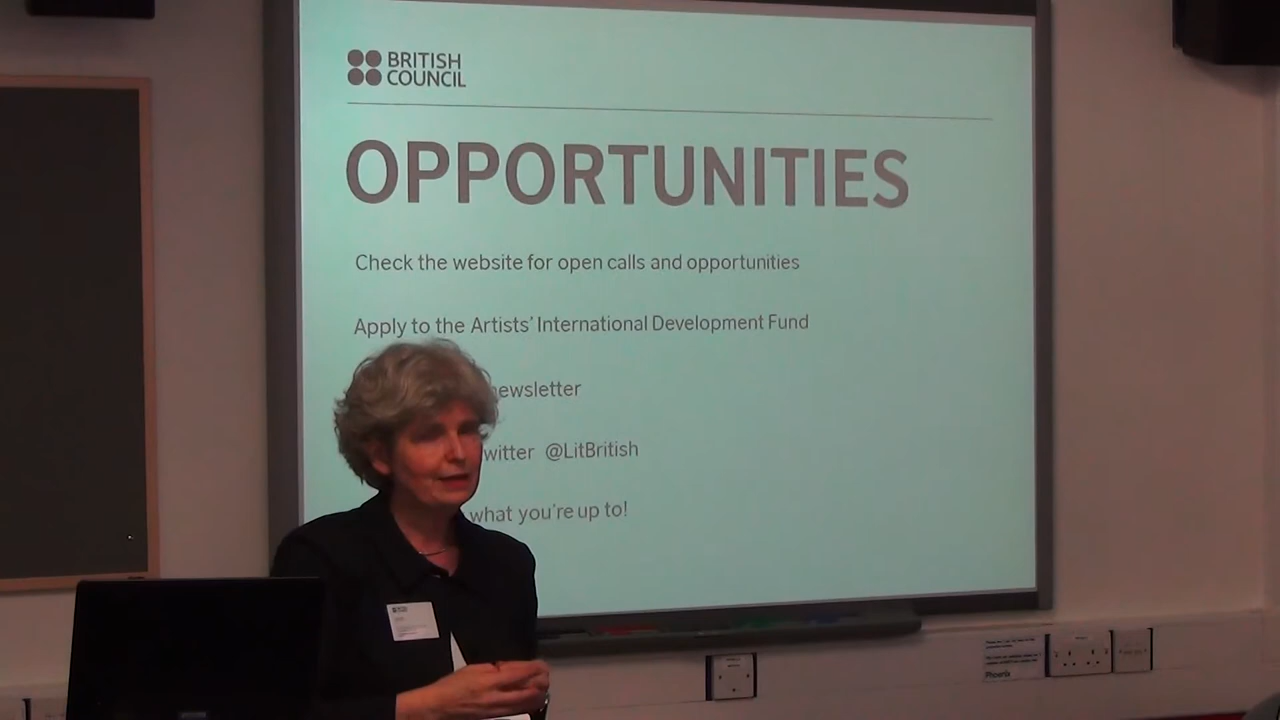 BRITISH
COUNCIL
OPPORTUNITIES
Check the website for open calls and opportunities
Apply to the Artists' International Development Fund
newsletter
witter @LitBritish
what you're up to!
Phoenix